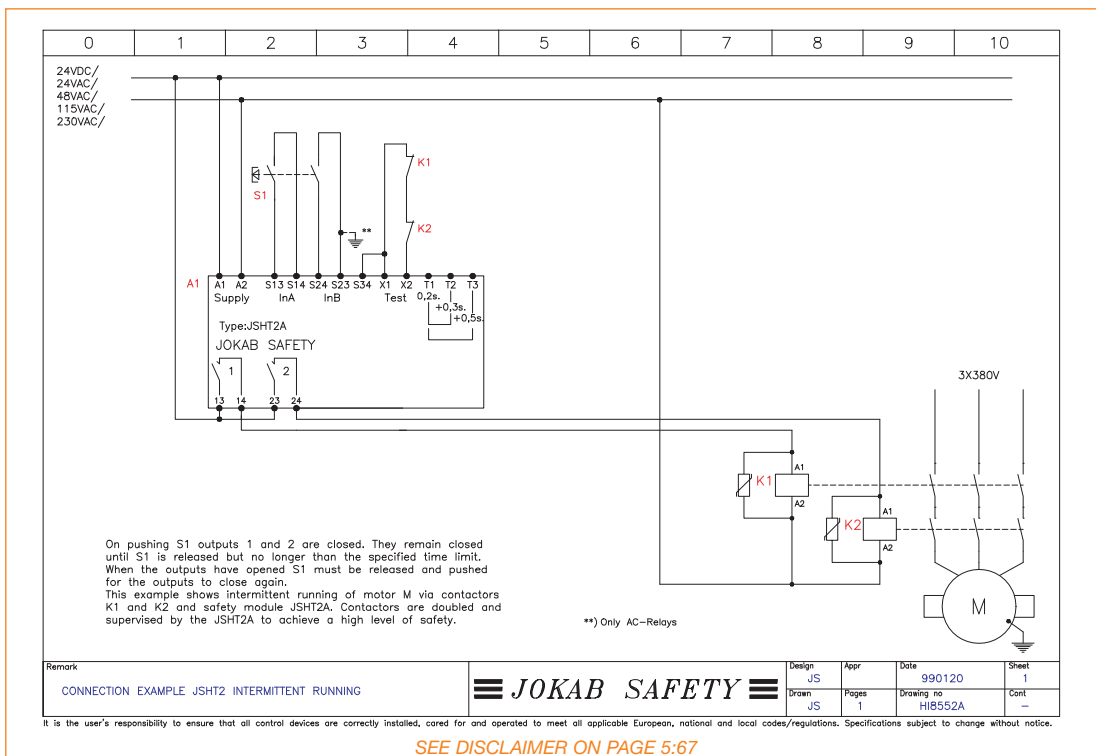 0 1 2 3 4 5 6 7 8 9 10
24VDC/
24VAC/
48VAC/
115VAC/
230VAC/
K1
S1
**
K2
A1
A1 A2 S13 S14 S24 S23 S34 X1 X2 T1 T2 T3
Supply InA InB Test 0,2s.
+0,3s.
+0,5s.
Type:JSHT2A
JOKAB SAFETY
1 2
13 14 23 24
3X380V
A1
K1
A2
A1
K2
A2
M
On pushing S1 outputs 1 and 2 are closed. They remain closed
until S1 is released but no longer than the specified time limit.
When the outputs have opened S1 must be released and pushed
for the outputs to close again.
This example shows intermittent running of motor M via contactors
K1 and K2 and safety module JSHT2A. Contactors are doubled and
supervised by the JSHT2A to achieve a high level of safety.
**) Only AC-Relays
Remark
CONNECTION EXAMPLE JSHT2 INTERMITTENT RUNNING
JOKAB SAFETY
Design Appr Date Sheet
JS 990120 1
Drawn Pages Drawing no Cont
JS 1 HI8552A -
It is the user's responsibility to ensure that all control devices are correctly installed, cared for and operated to meet all applicable European, national and local codes/regulations. Specifications subject to change without notice.
SEE DISCLAIMER ON PAGE 5:67